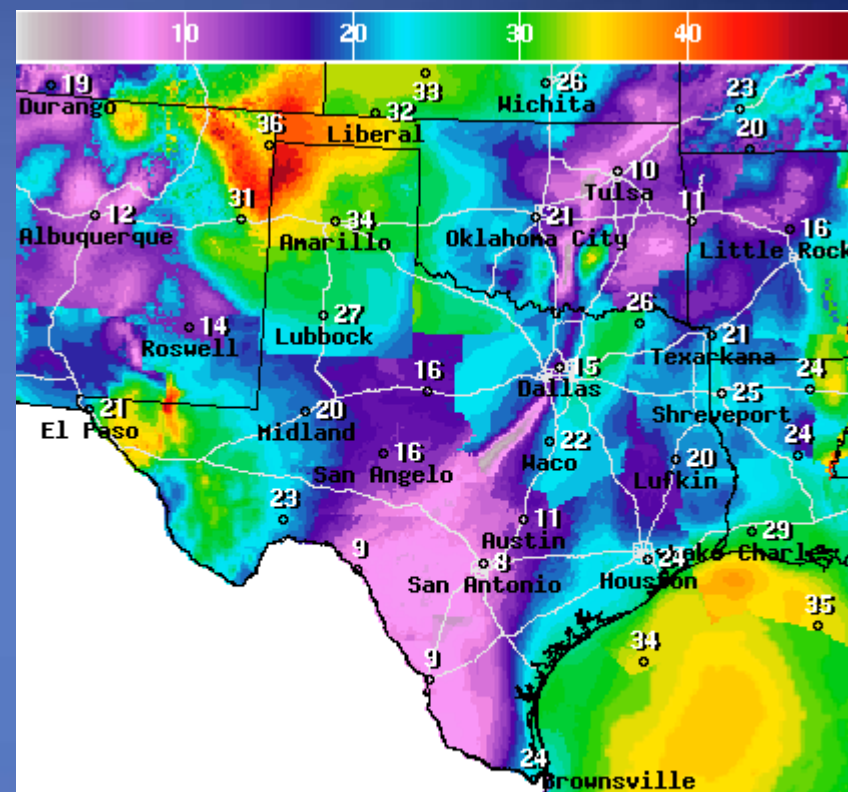 10 20 30 40
19 33 26 23
Durango Wichita
32 20
36 Liberal
10
Tulsa
12 31 34 21 11 16
Albuquerque Amarillo Oklahoma City Little Rock
27 26
14 Lubbock 21
Roswell Texarkana
15
16 Dallas 24
21 20 25
El Paso Midland Shreveport
22 24
16 Waco 20
San Angelo Lufkin
23 11 29
Austin
9 8 24 Lake Charles
San Antonio Houston
35
34
9
24
Brownsville